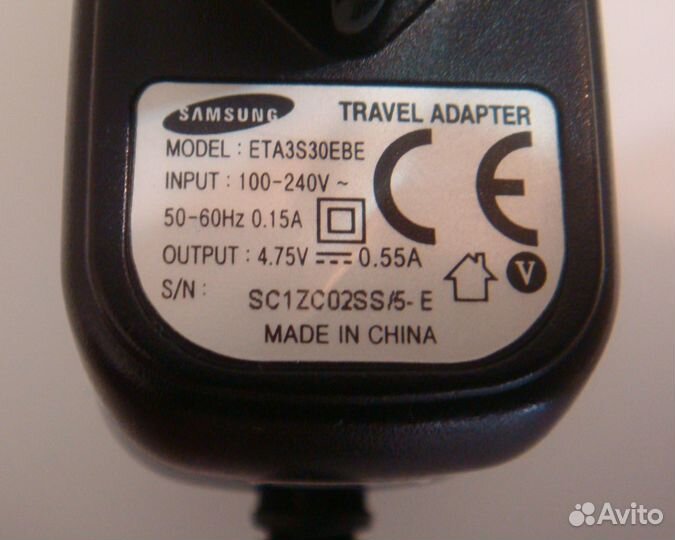 SAMSUNG TRAVEL ADAPTER
MODEL : ETA3S30EBE
INPUT : 100-240V ~
50-60Hz 0.15A
OUTPUT : 4.75V ⎓ 0.55A
S/N : SC1ZC02SS/5-E
MADE IN CHINA
CE
V
Avito